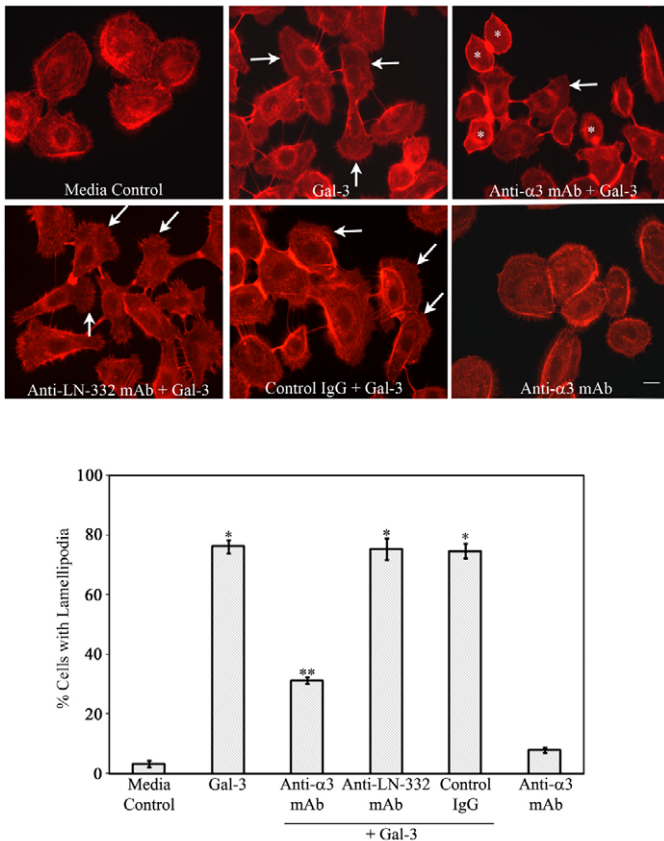 Media Control
Gal-3
*
*
*
*
Anti-α3 mAb + Gal-3
Anti-LN-332 mAb + Gal-3
Control IgG + Gal-3
Anti-α3 mAb
% Cells with Lamellipodia
100
80
60
40
20
0
*
**
*
*
Media
Control
Gal-3
Anti-α3
mAb
Anti-LN-332
mAb
Control
IgG
Anti-α3
mAb
+ Gal-3